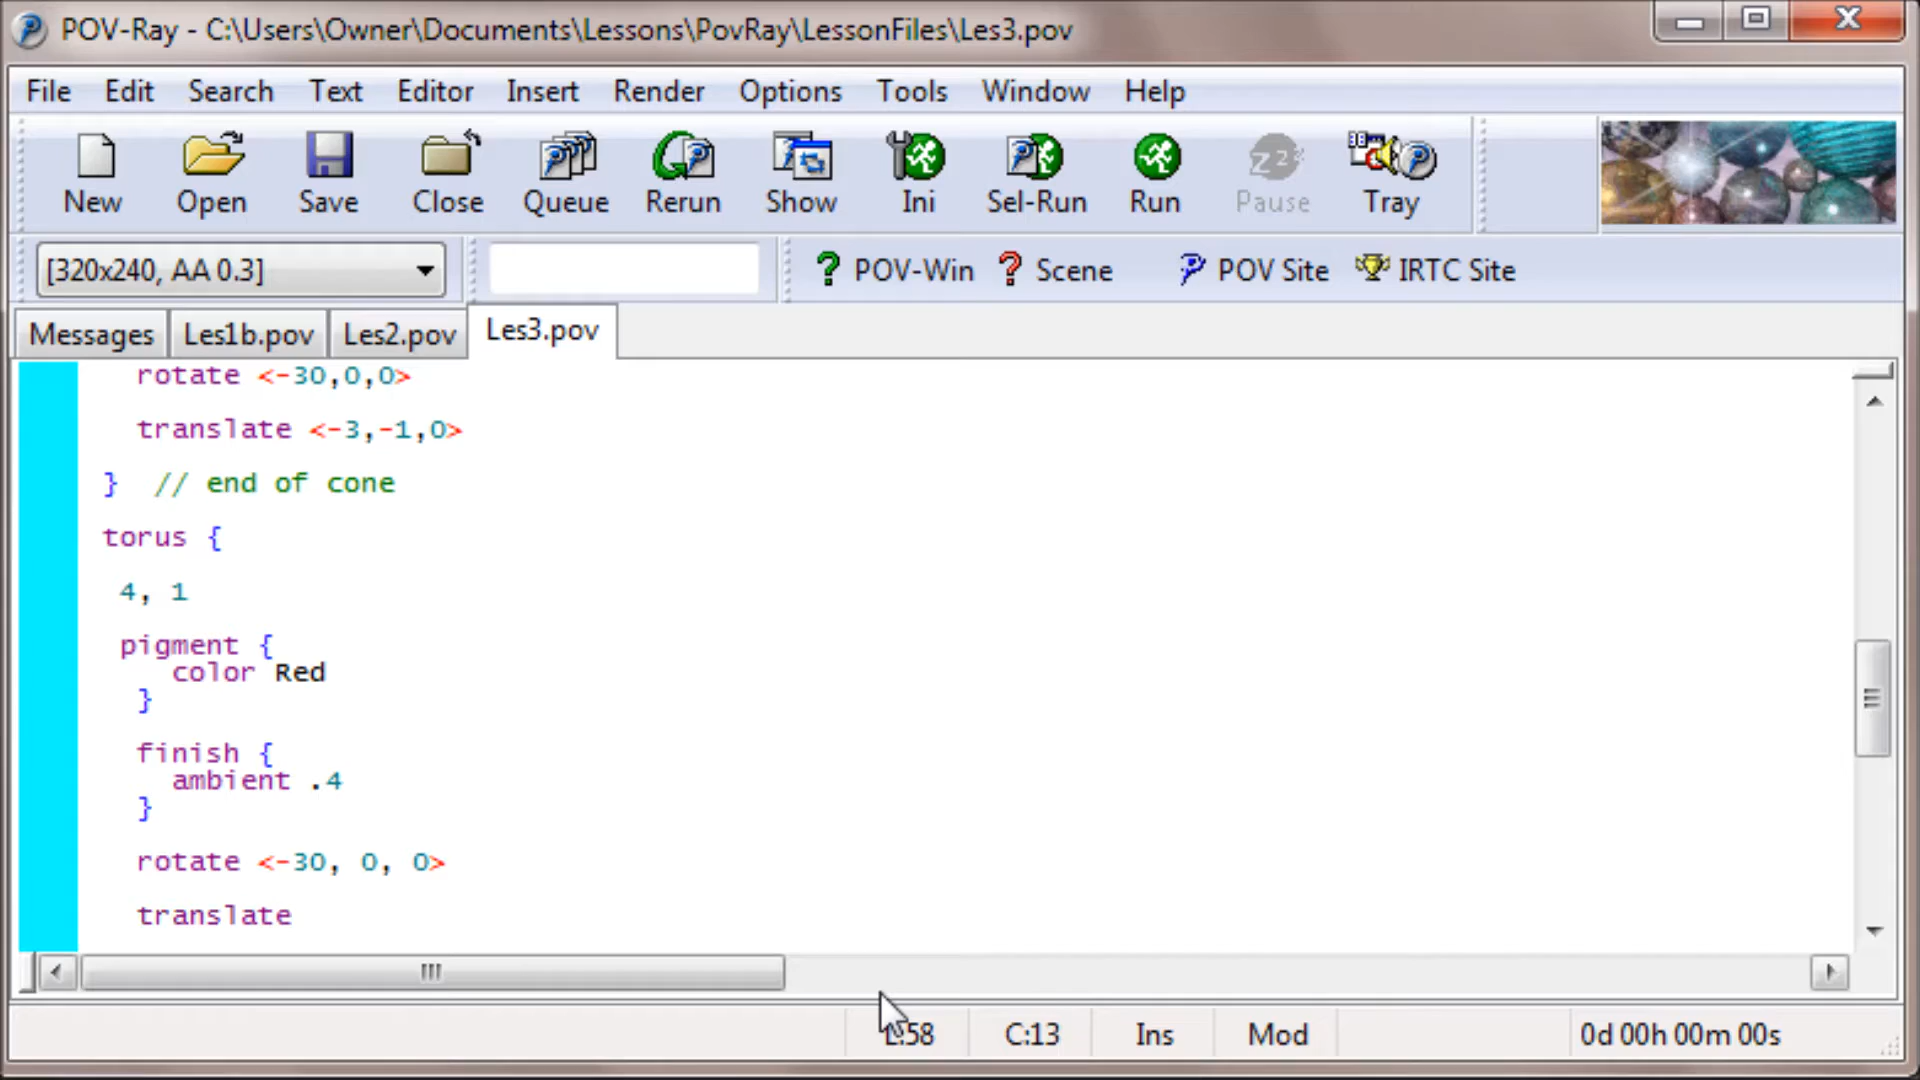 POV-Ray - C:\Users\Owner\Documents\Lessons\PovRay\LessonFiles\Les3.pov
File Edit Search Text Editor Insert Render Options Tools Window Help
New Open Save Close Queue Rerun Show Ini Sel-Run Run Pause Tray
[320x240, AA 0.3] POV-Win Scene POV Site IRTC Site
Messages Les1b.pov Les2.pov Les3.pov
rotate <-30,0,0>
translate <-3,-1,0>
} // end of cone
torus {
4, 1
pigment {
color Red
}
finish {
ambient .4
}
rotate <-30, 0, 0>
translate
L:58 C:13 Ins Mod 0d 00h 00m 00s